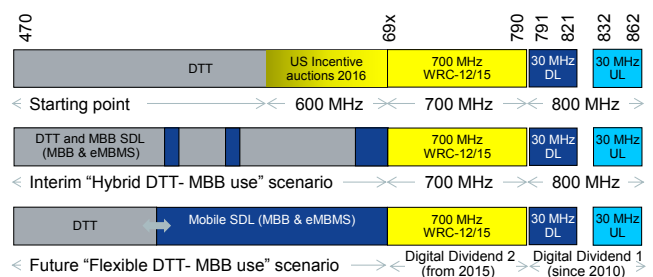 470 69x 790 791 821 832 862
DTT
US Incentive
auctions 2016
700 MHz
WRC-12/15
30 MHz
DL
30 MHz
UL
Starting point 600 MHz 700 MHz 800 MHz
DTT and MBB SDL
(MBB & eMBMS)
700 MHz
WRC-12/15
30 MHz
DL
30 MHz
UL
Interim "Hybrid DTT- MBB use" scenario 700 MHz 800 MHz
DTT
Mobile SDL (MBB & eMBMS)
700 MHz
WRC-12/15
30 MHz
DL
30 MHz
UL
Future "Flexible DTT- MBB use" scenario
Digital Dividend 2
(from 2015)
Digital Dividend 1
(since 2010)